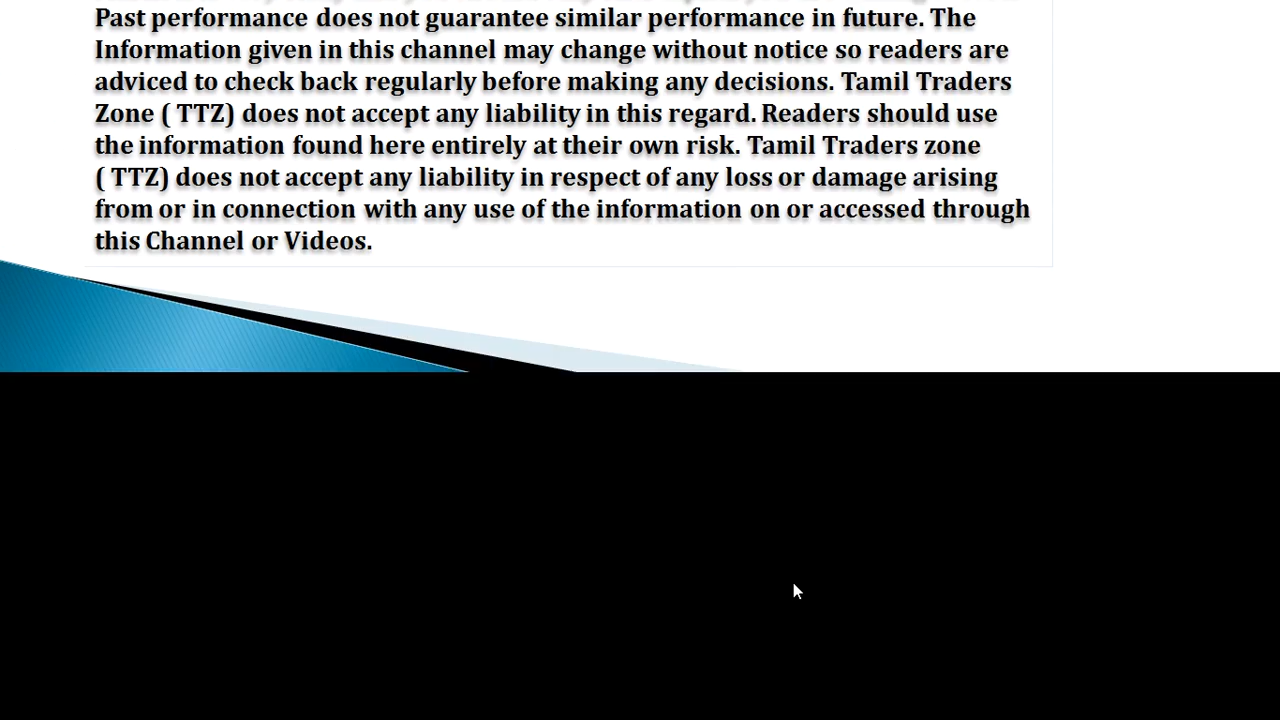 Past performance does not guarantee similar performance in future. The
Information given in this channel may change without notice so readers are
adviced to check back regularly before making any decisions. Tamil Traders
Zone ( TTZ) does not accept any liability in this regard. Readers should use
the information found here entirely at their own risk. Tamil Traders zone
( TTZ) does not accept any liability in respect of any loss or damage arising
from or in connection with any use of the information on or accessed through
this Channel or Videos.